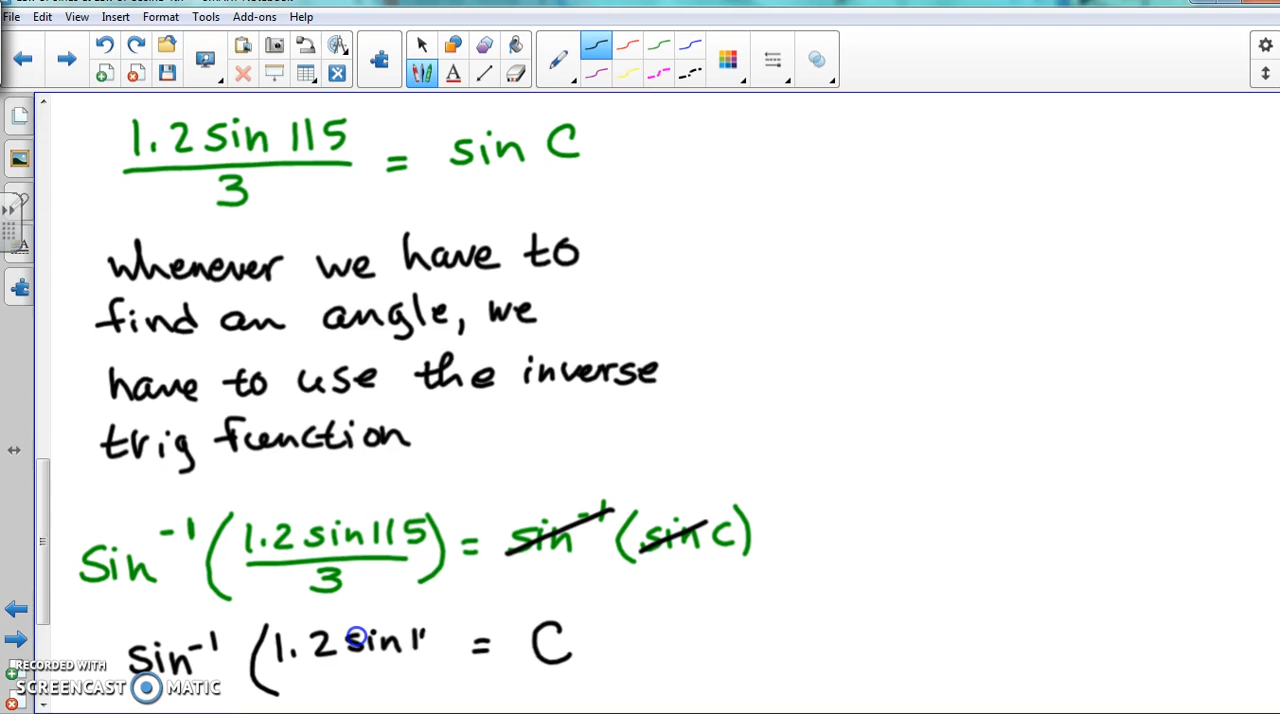 File Edit View Insert Format Tools Add-ons Help
1.2 sin 115 / 3 = sin C
whenever we have to
find an angle, we
have to use the inverse
trig function
Sin⁻¹ (1.2 sin 115 / 3) = sin⁻¹ (sin C)
sin⁻¹ (1.2 sin 1 = C
RECORDED WITH
SCREENCAST MATIC